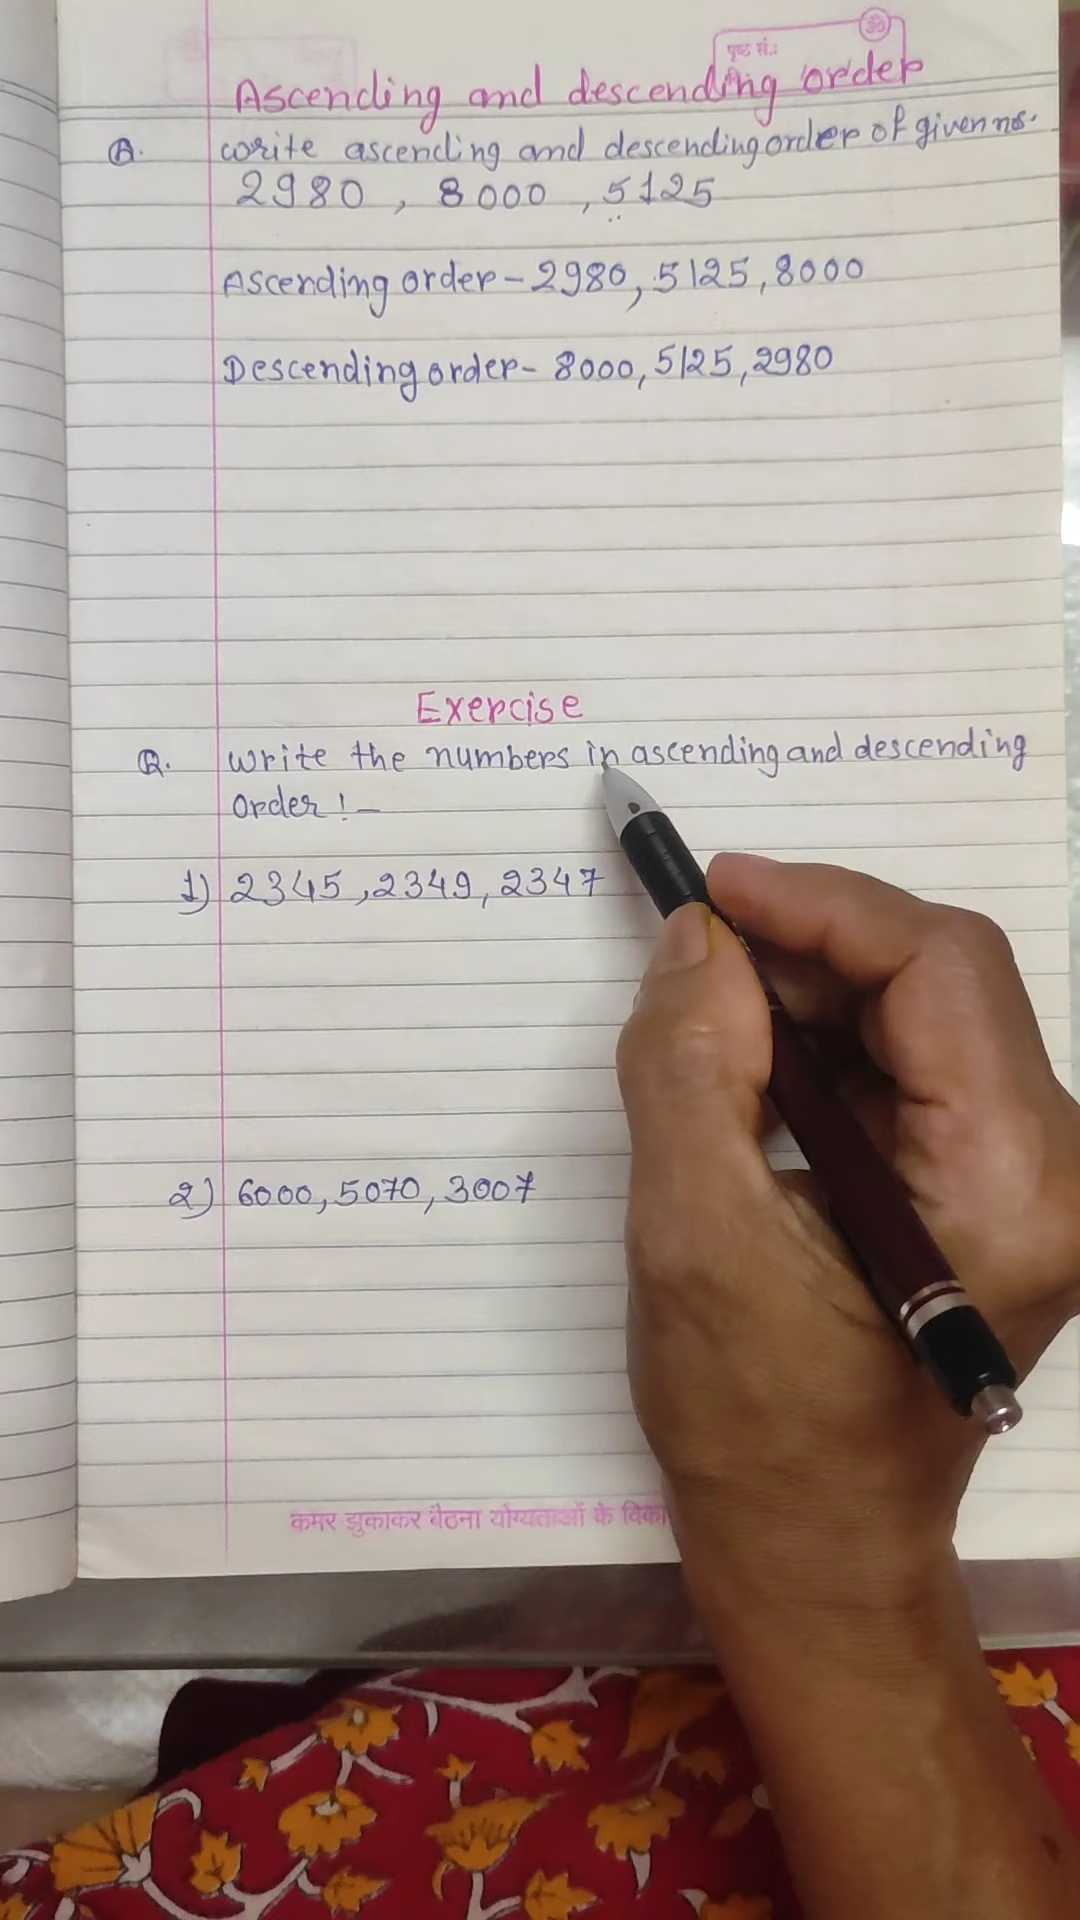 पृष्ठ सं.:
Ascending and descending order
Q. Write ascending and descending order of given no.
2980, 8000, 5125
Ascending order - 2980, 5125, 8000
Descending order - 8000, 5125, 2980
Exercise
Q. Write the numbers in ascending and descending
order :-
1) 2345, 2349, 2347
2) 6000, 5070, 3007
कमर झुकाकर बैठना योग्यताओं के